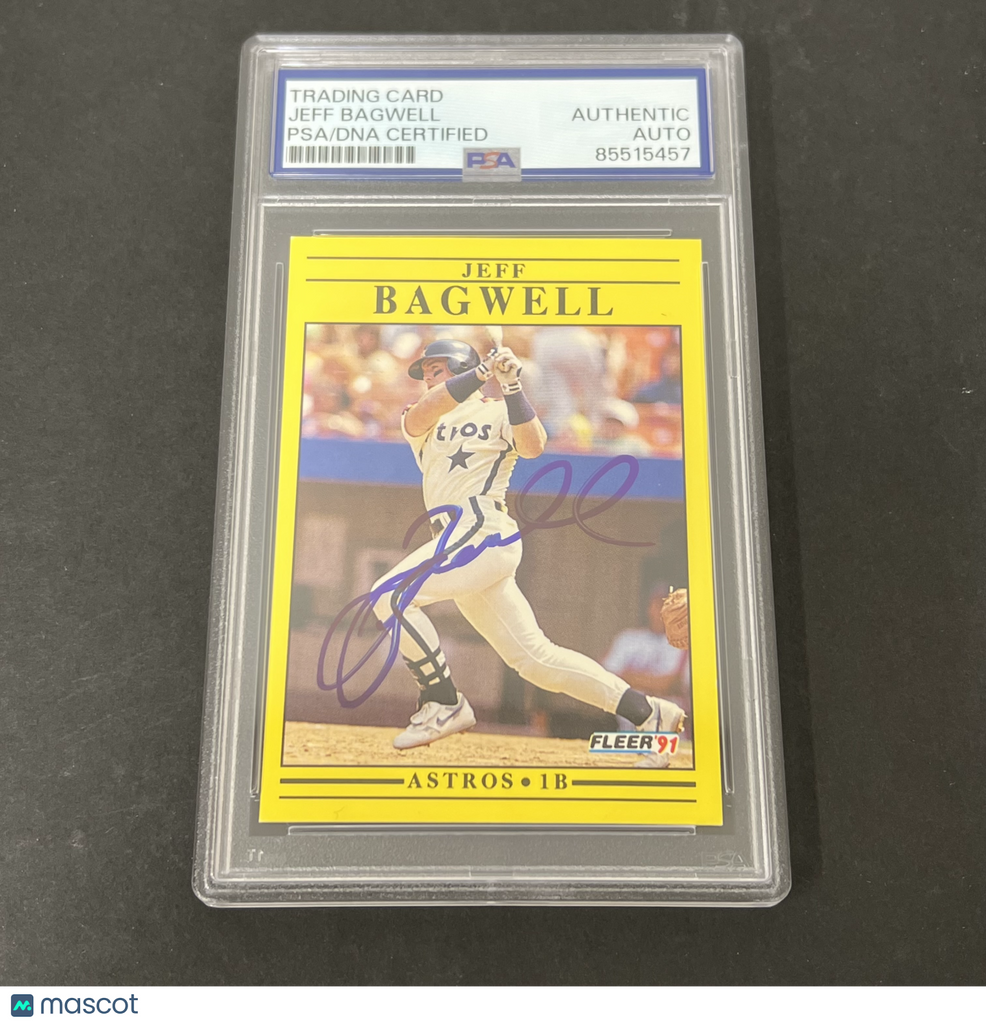 TRADING CARD
JEFF BAGWELL
PSA/DNA CERTIFIED
AUTHENTIC
AUTO
85515457
PSA
JEFF
BAGWELL
tros
FLEER '91
ASTROS • 1B
mascot